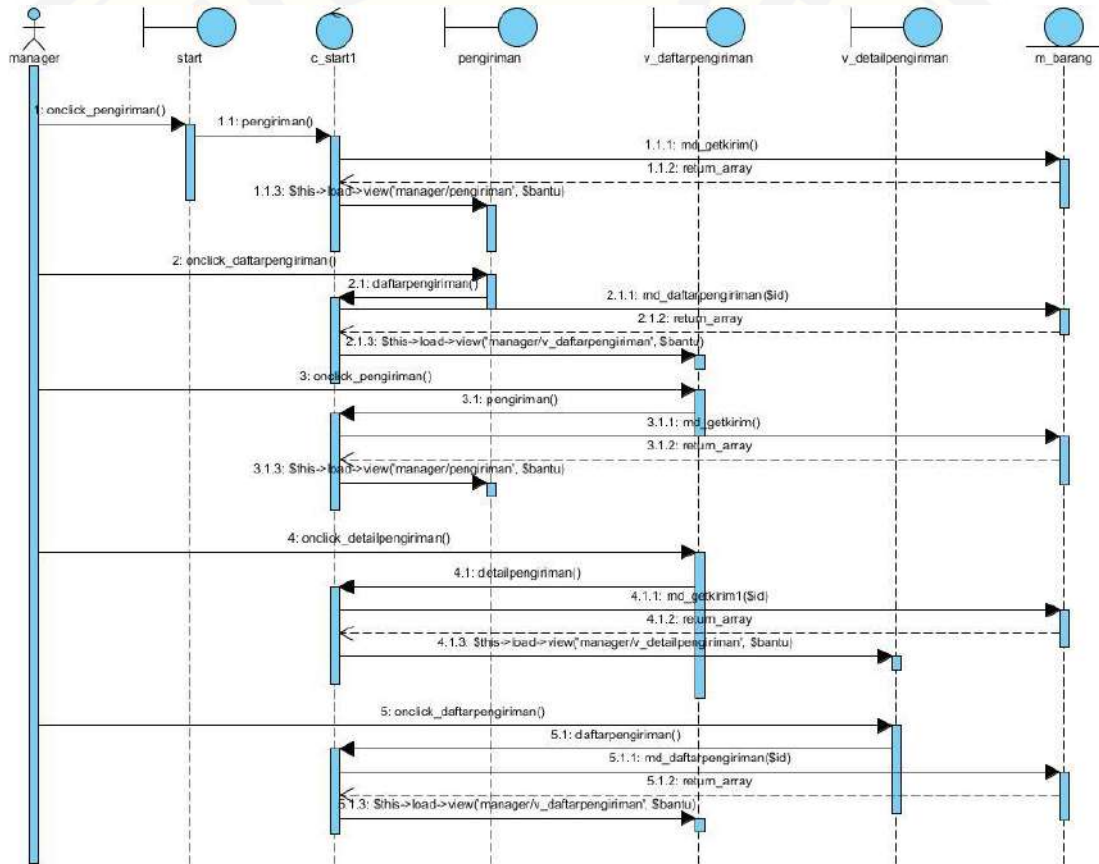 manager
start
c_start1
pengiriman
v_daftarpengiriman
v_detailpengiriman
m_barang
1: onclick_pengiriman()
1.1: pengiriman()
1.1.1: md_getkirim()
1.1.2: return_array
1.1.3: $this->load->view('manager/pengiriman', $bantu)
2: onclick_daftarpengiriman()
2.1: daftarpengiriman()
2.1.1: md_daftarpengiriman($id)
2.1.2: return_array
2.1.3: $this->load->view("manager/v_daftarpengiriman", $bantu)
3: onclick_pengiriman()
3.1: pengiriman()
3.1.1: md_getkirim()
3.1.2: return_array
3.1.3: $this->load->view('manager/pengiriman', $bantu)
4: onclick_detailpengiriman()
4.1: detailpengiriman()
4.1.1: md_getkirim1($id)
4.1.2: return_array
4.1.3: $this->load->view("manager/v_detailpengiriman", $bantu)
5: onclick_daftarpengiriman()
5.1: daftarpengiriman()
5.1.1: md_daftarpengiriman($id)
5.1.2: return_array
5.1.3: $this->load->view('manager/v_daftarpengiriman', $bantu)